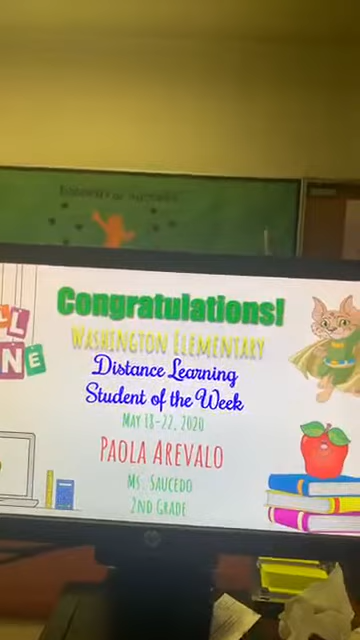 Congratulations!
Washington Elementary
Distance Learning
Student of the Week
May 18-22, 2020
Paola Arevalo
Ms. Saucedo
2nd Grade
L
NE